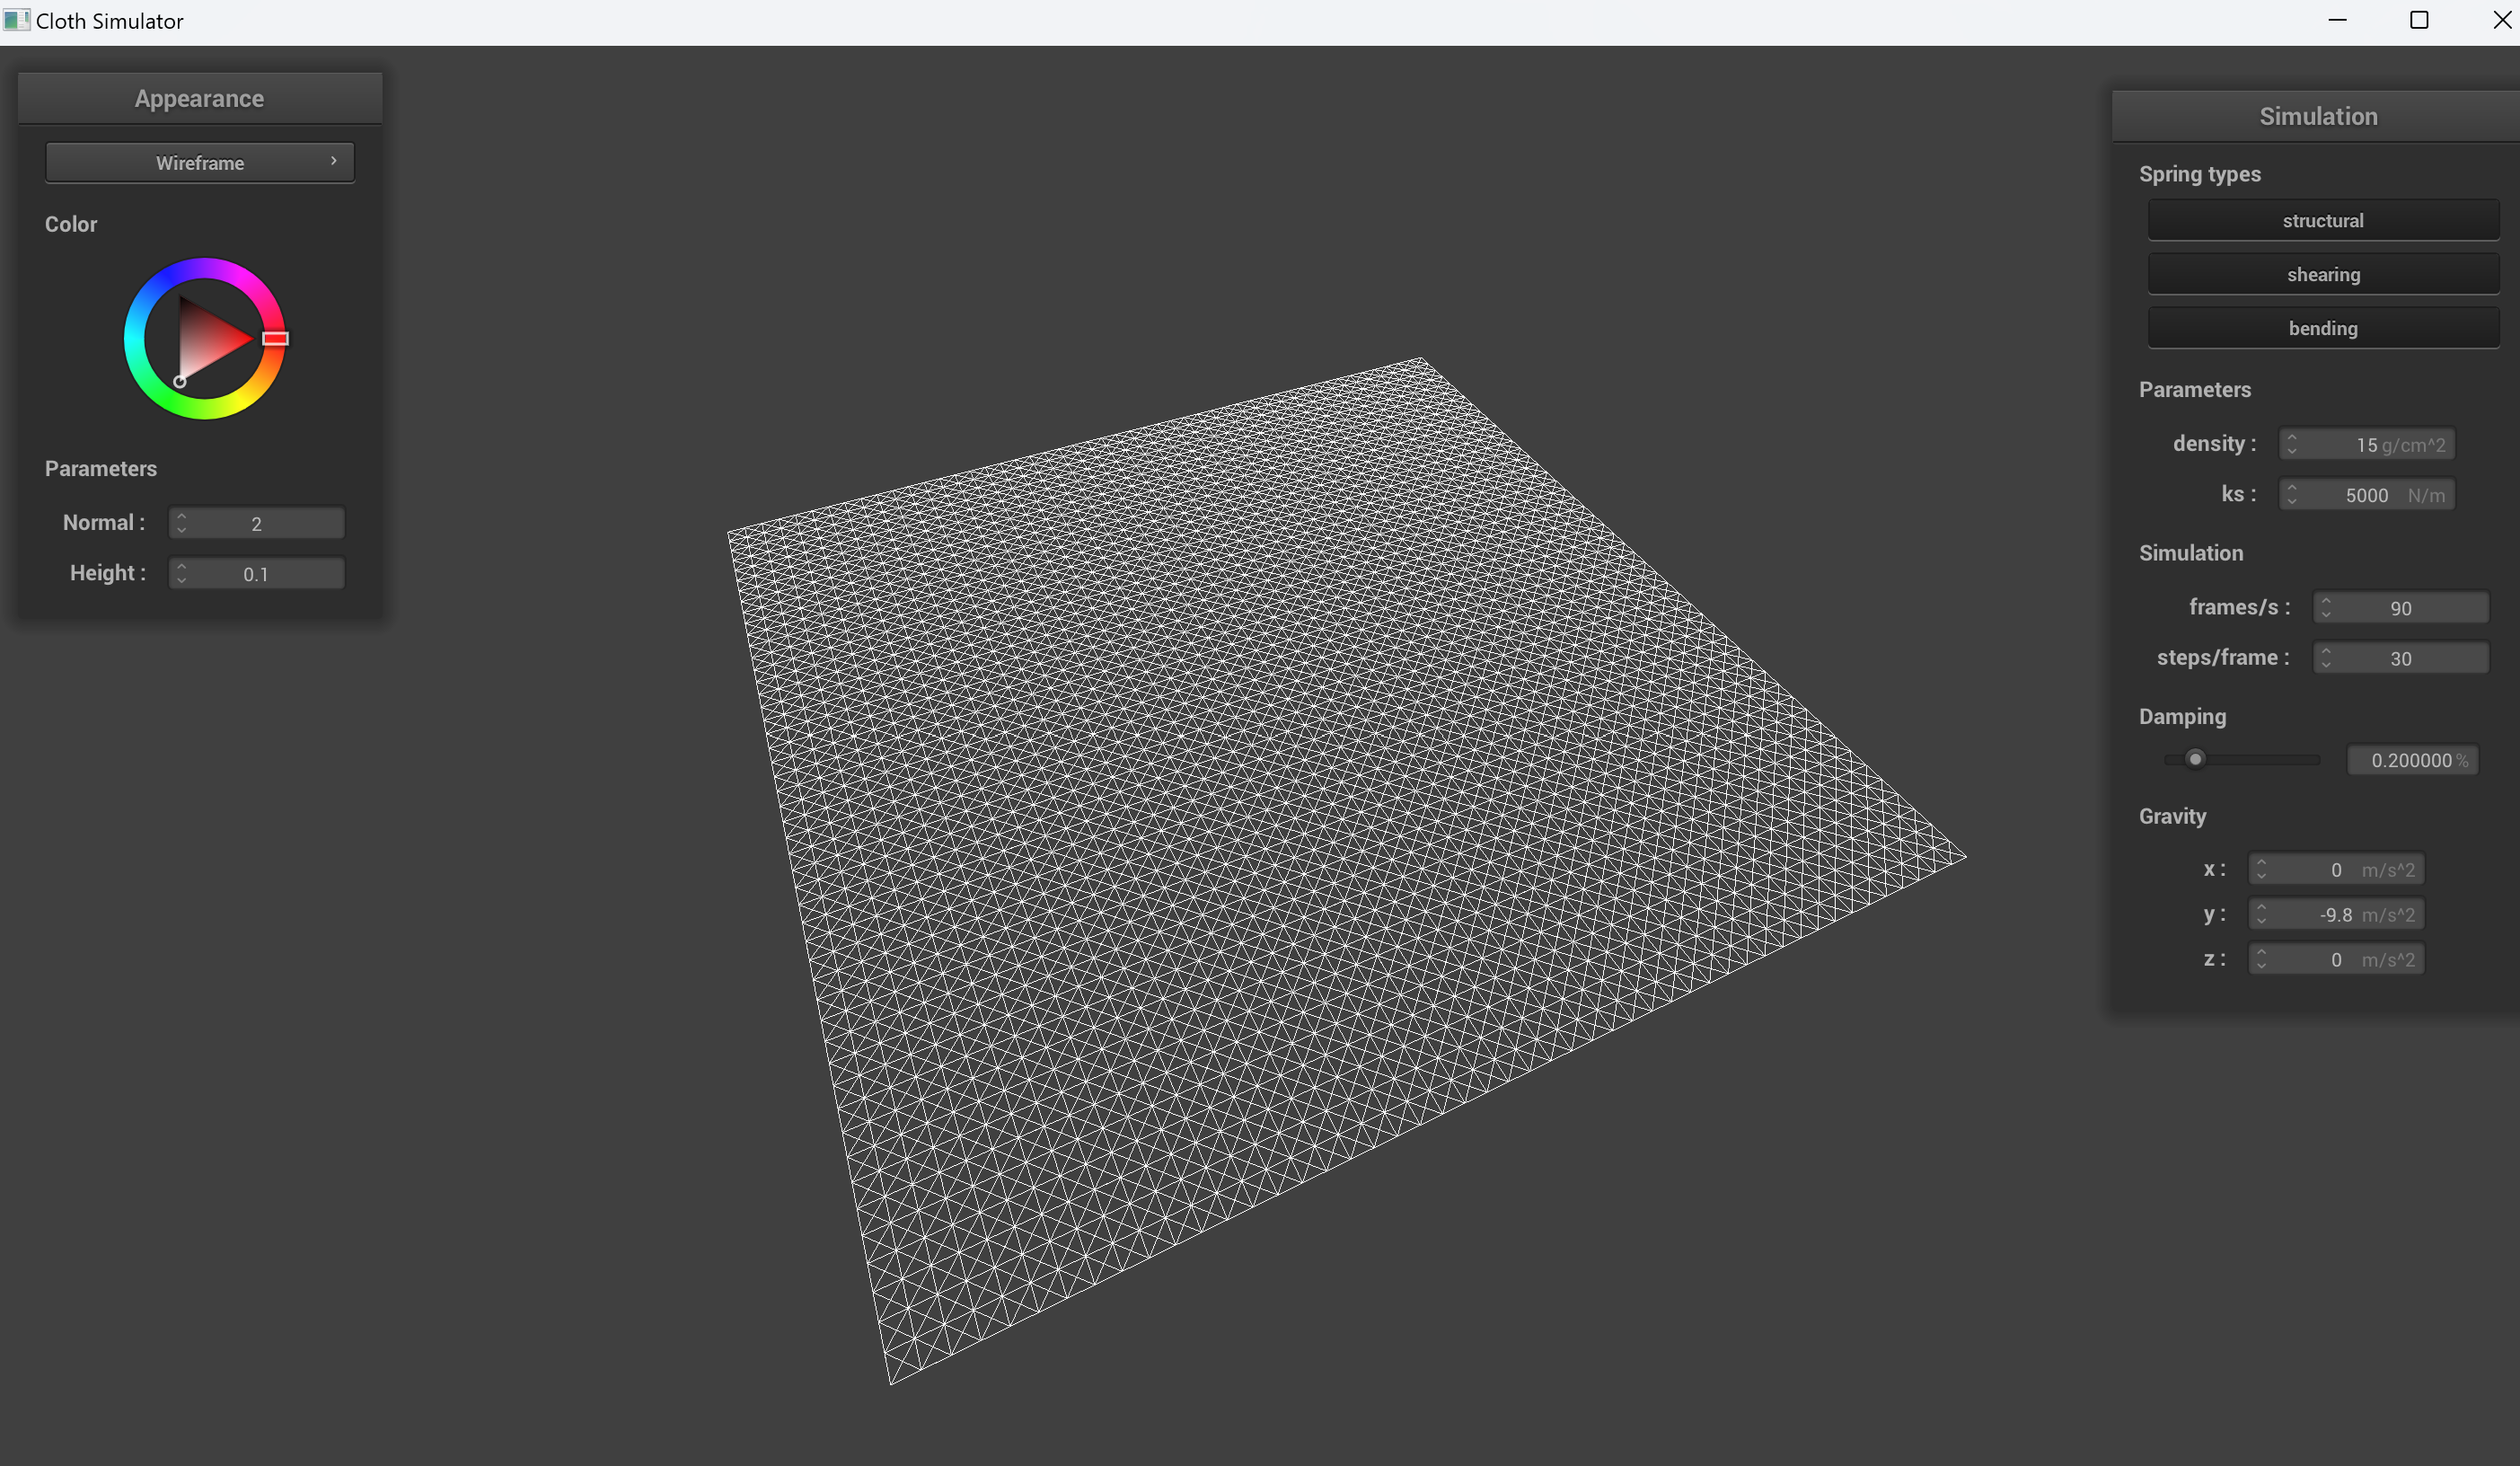 Cloth Simulator
Appearance
Wireframe
Color
Parameters
Normal : 2
Height : 0.1
Simulation
Spring types
structural
shearing
bending
Parameters
density : 15 g/cm^2
ks : 5000 N/m
Simulation
frames/s : 90
steps/frame : 30
Damping
0.200000 %
Gravity
x : 0 m/s^2
y : -9.8 m/s^2
z : 0 m/s^2